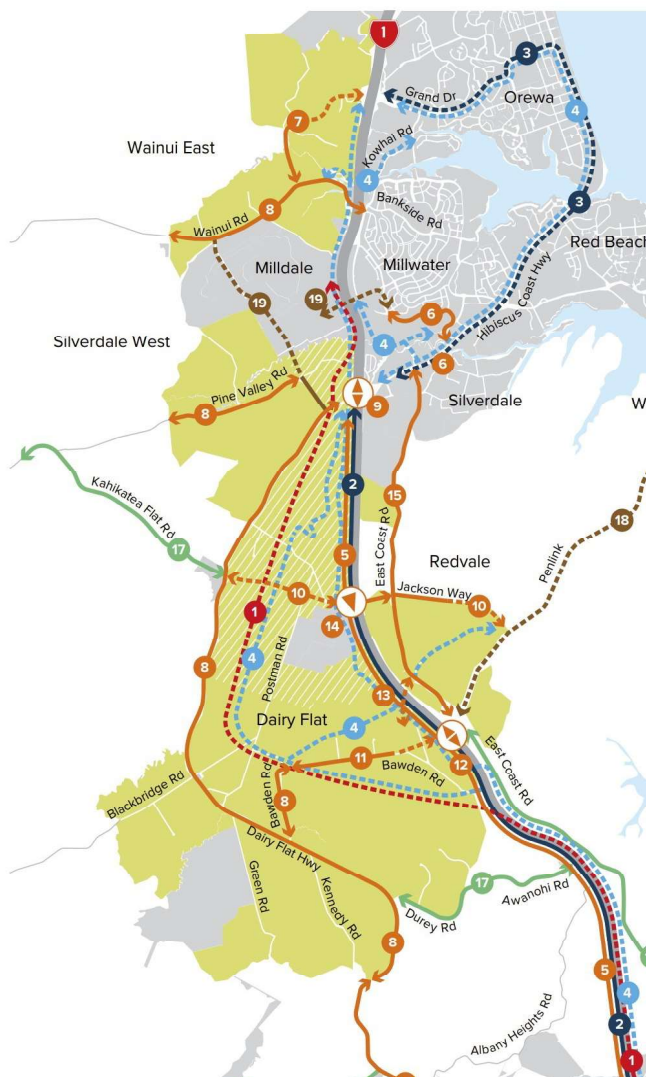 1
3
Grand Dr
Orewa
4
7
Wainui East
Kowhai Rd
4
8
Bankside Rd
3
Wainui Rd
Red Beach
Milldale
Millwater
Hibiscus Coast Hwy
19
19
6
4
6
Silverdale West
Pine Valley Rd
8
9
Silverdale
W
2
15
18
Kahikatea Flat Rd
17
East Coast Rd
5
Redvale
Penlink
10
Jackson Way
10
1
14
4
Postman Rd
8
13
Dairy Flat
4
11
12
East Coast Rd
Bawden Rd
Blackbridge Rd
Bawden Rd
8
Dairy Flat Hwy
Green Rd
Kennedy Rd
17
Awanohi Rd
Durey Rd
8
5
4
Albany Heights Rd
2
1